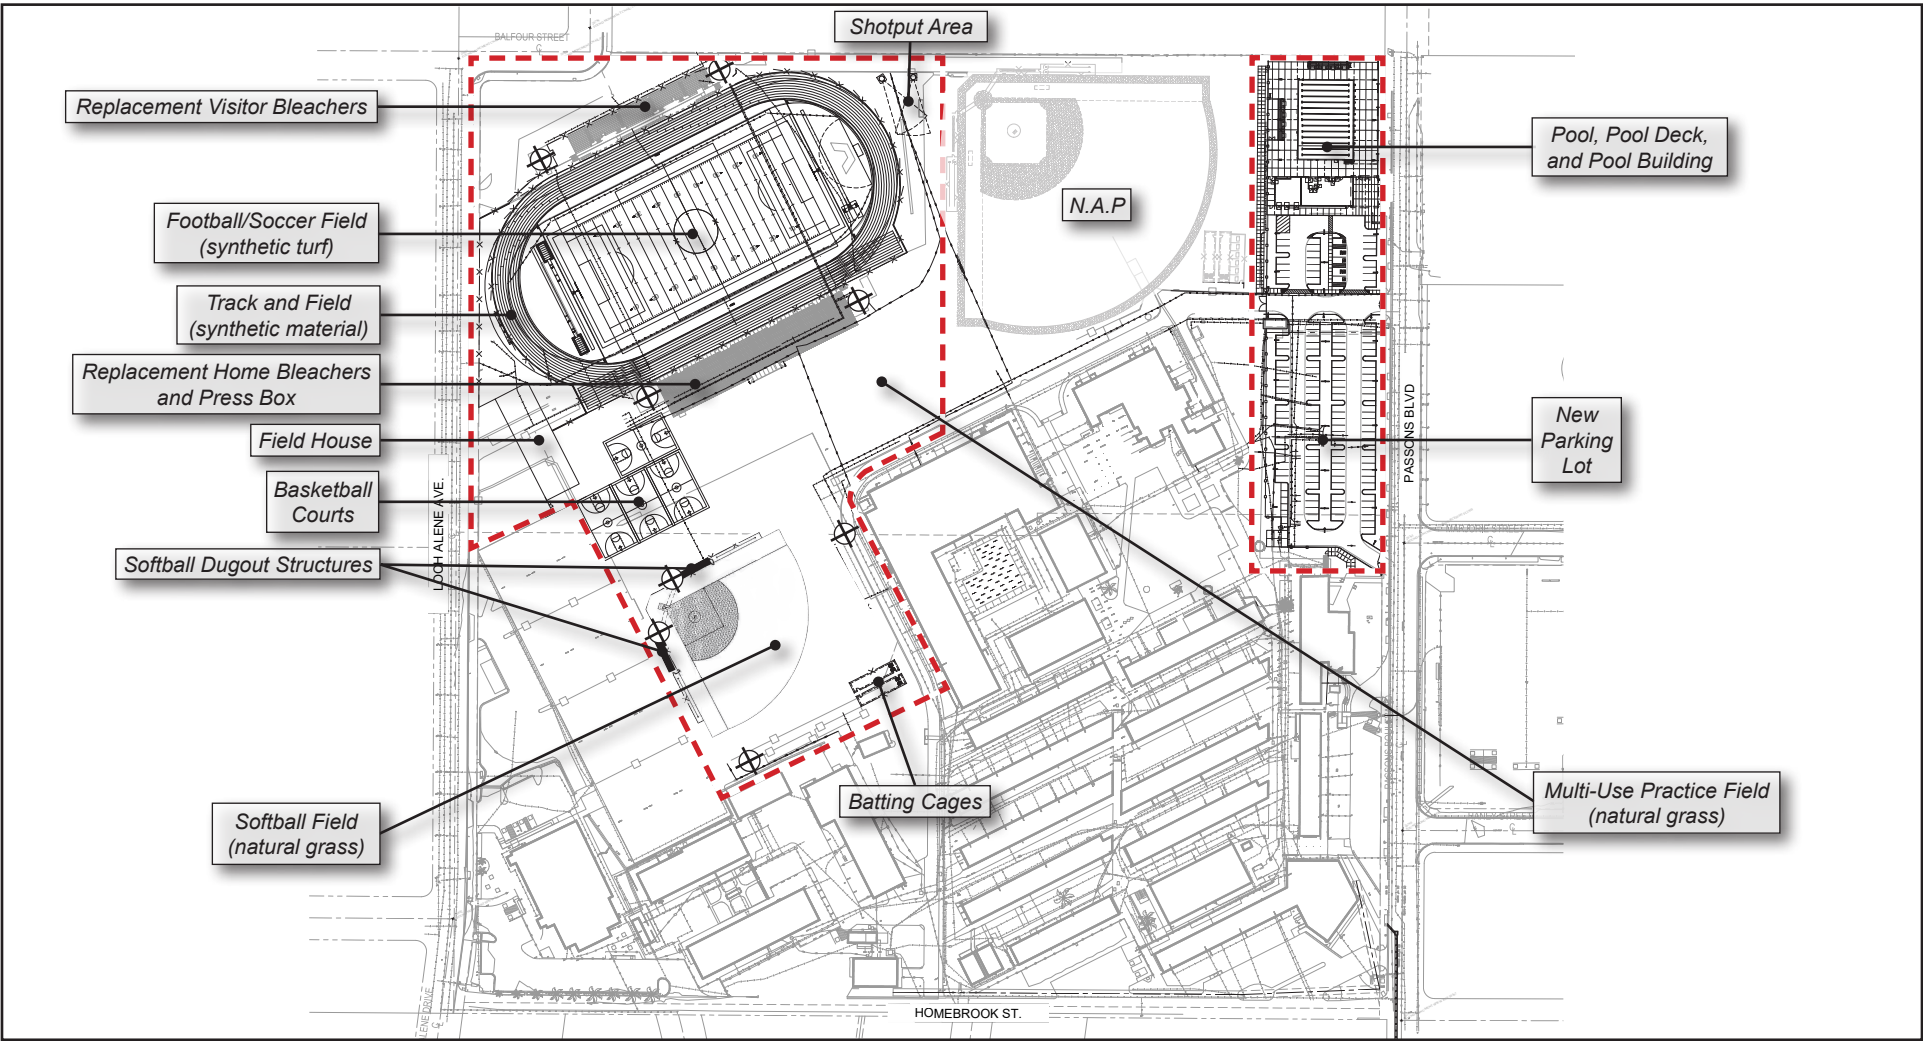 BALFOUR STREET
Shotput Area
Replacement Visitor Bleachers
Pool, Pool Deck,
and Pool Building
N.A.P
Football/Soccer Field
(synthetic turf)
Track and Field
(synthetic material)
Replacement Home Bleachers
and Press Box
Field House
Basketball
Courts
Softball Dugout Structures
LOCH ALENE AVE.
PASSONS BLVD
New
Parking
Lot
Softball Field
(natural grass)
Batting Cages
Multi-Use Practice Field
(natural grass)
HOMEBROOK ST.